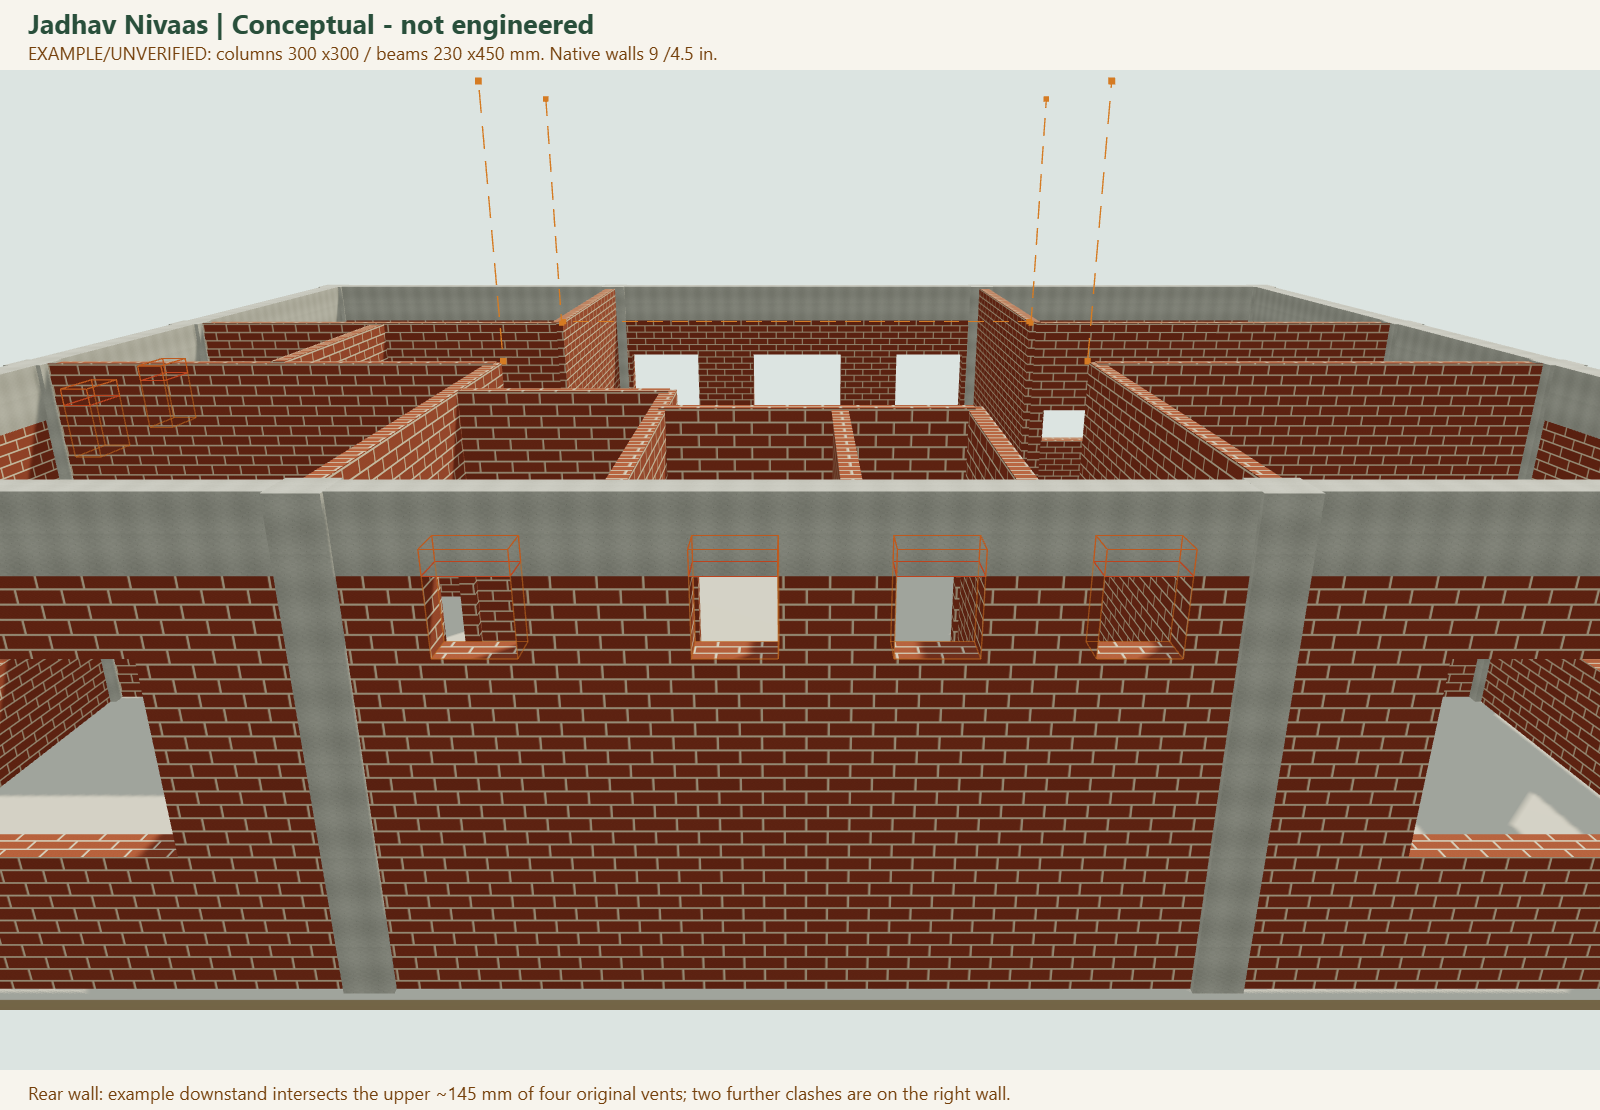 Jadhav Nivaas | Conceptual - not engineered
EXAMPLE/UNVERIFIED: columns 300 x300 / beams 230 x450 mm. Native walls 9 /4.5 in.
Rear wall: example downstand intersects the upper ~145 mm of four original vents; two further clashes are on the right wall.